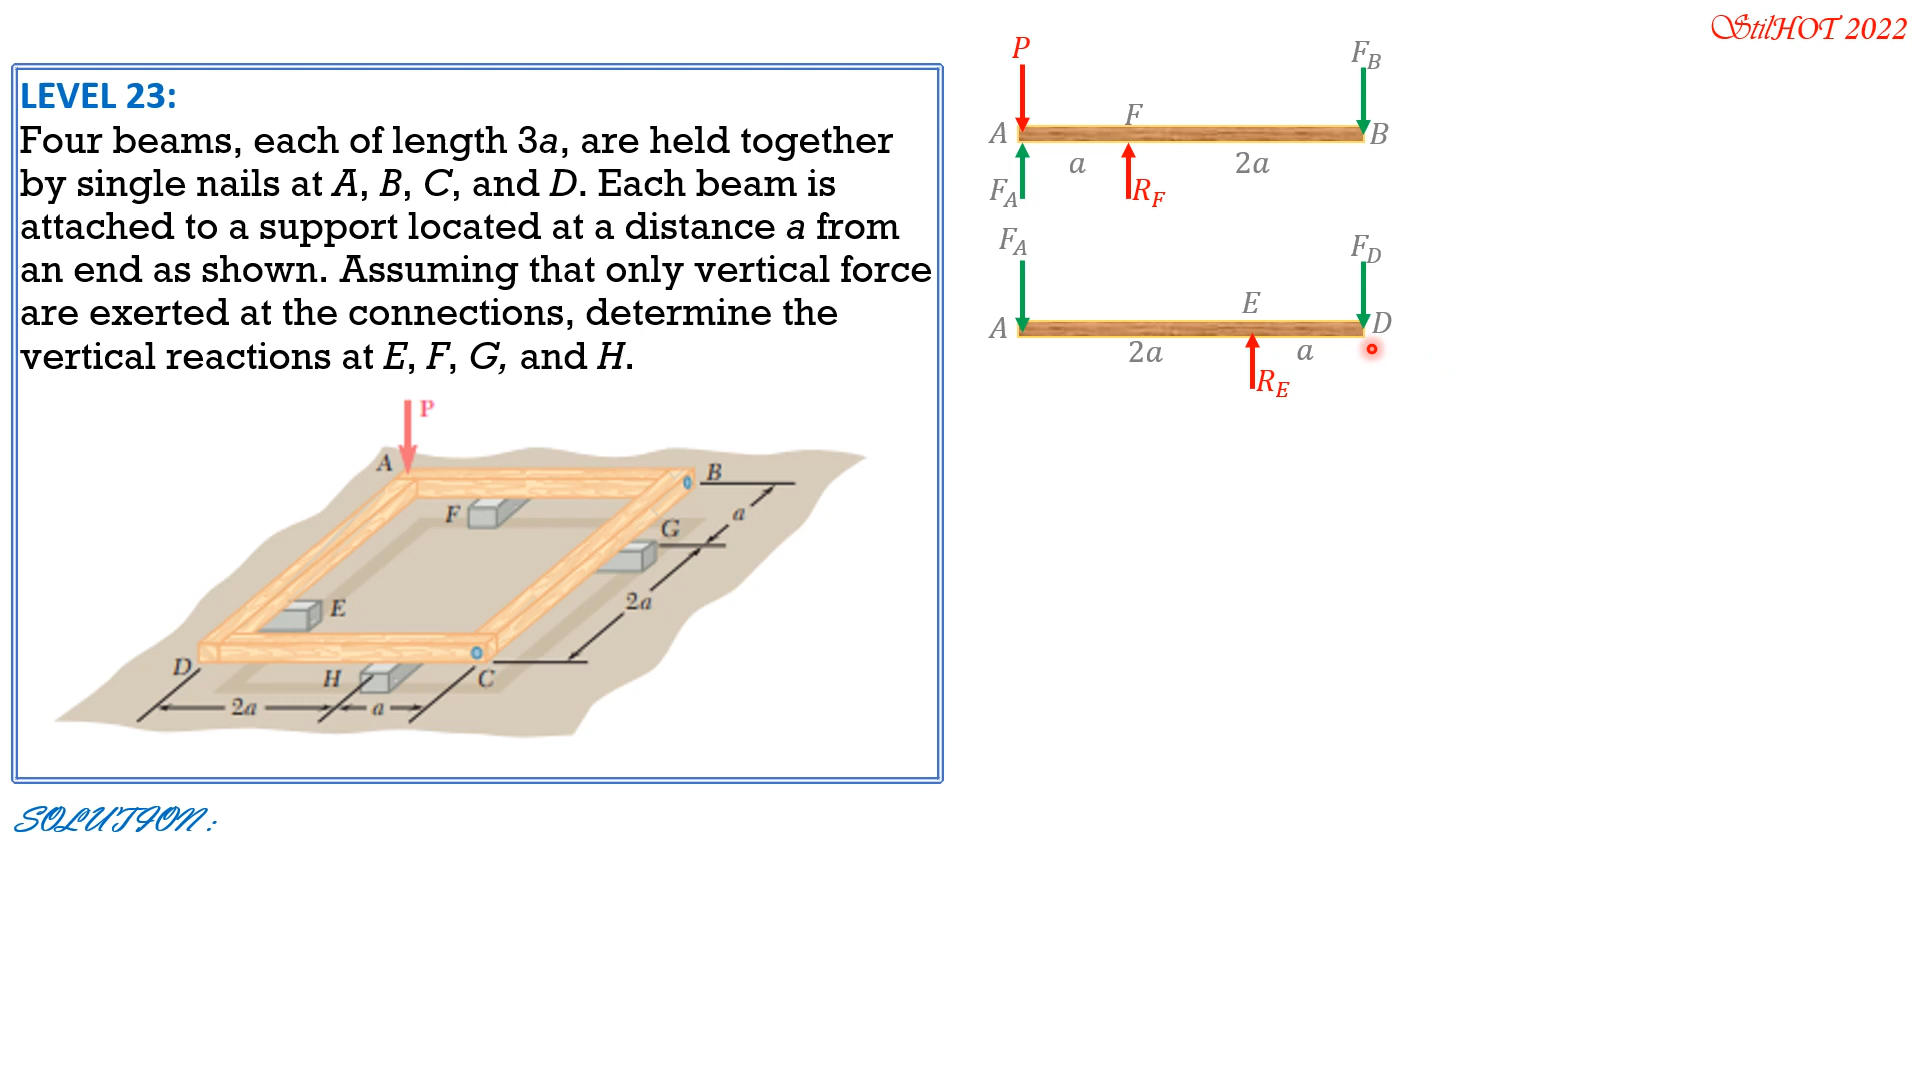 StilHOT 2022
LEVEL 23:
Four beams, each of length 3a, are held together
by single nails at A, B, C, and D. Each beam is
attached to a support located at a distance a from
an end as shown. Assuming that only vertical force
are exerted at the connections, determine the
vertical reactions at E, F, G, and H.
P
A
B
F
G
a
E
2a
D
H
C
2a
a
SOLUTION:
P
F_B
A
F
B
a
2a
F_A
R_F
F_A
F_D
E
A
D
2a
a
R_E